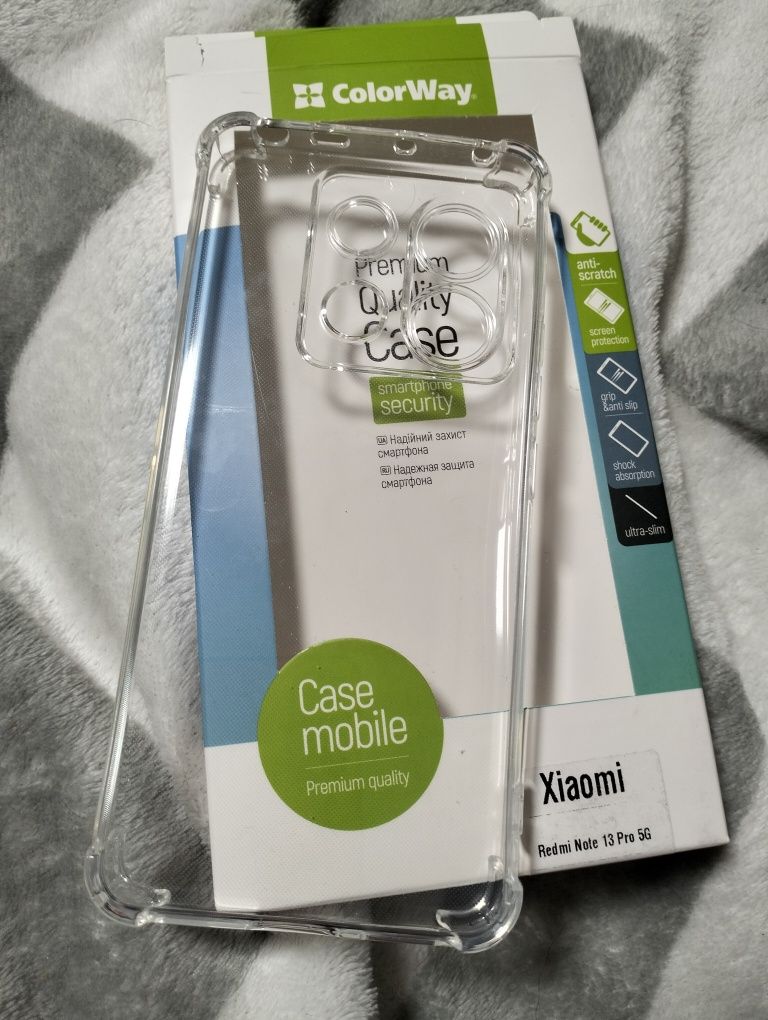 ColorWay
Premium
Quality
Case
smartphone
security
UA Надійний захист
смартфона
RU Надежная защита
смартфона
anti-
scratch
screen
protection
grip
&anti slip
shock
absorption
ultra-slim
Case
mobile
Premium quality
Xiaomi
Redmi Note 13 Pro 5G